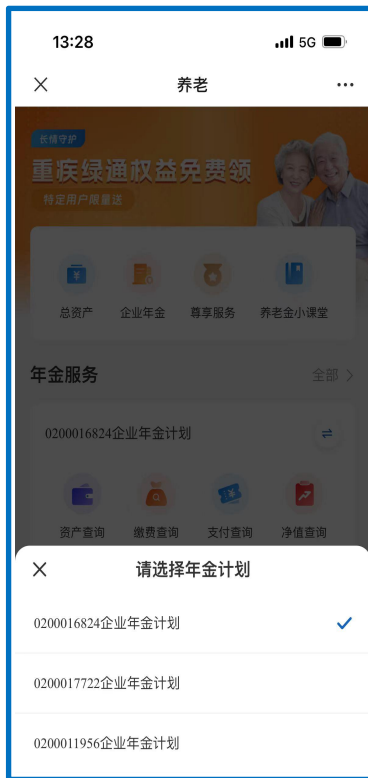 13:28
5G
养老
长情守护
重疾绿通权益免费领
特定用户限量送
总资产 企业年金 尊享服务 养老金小课堂
年金服务 全部
0200016824企业年金计划
资产查询 缴费查询 支付查询 净值查询
请选择年金计划
0200016824企业年金计划
0200017722企业年金计划
0200011956企业年金计划